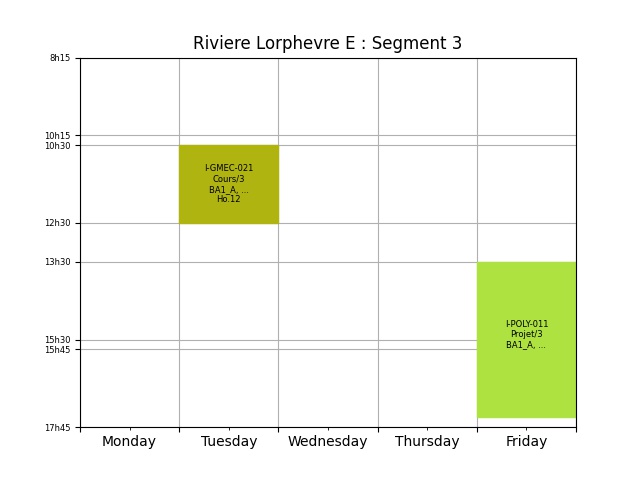 Riviere Lorphevre E : Segment 3
8h15
10h15
10h30
I-GMEC-021
Cours/3
BA1_A, ...
Ho.12
12h30
13h30
I-POLY-011
Projet/3
BA1_A, ...
15h30
15h45
17h45
Monday Tuesday Wednesday Thursday Friday